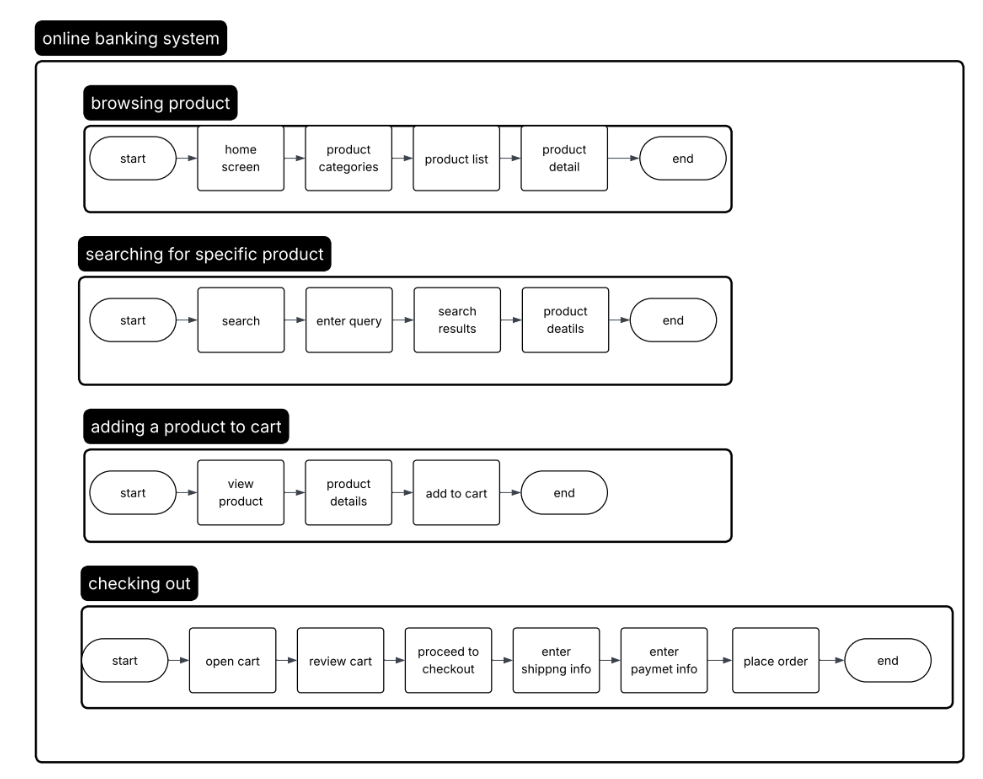 online banking system
browsing product
start
home
screen
product
categories
product list
product
detail
end
searching for specific product
start
search
enter query
search
results
product
deatils
end
adding a product to cart
start
view
product
product
details
add to cart
end
checking out
start
open cart
review cart
proceed to
checkout
enter
shippng info
enter
paymet info
place order
end